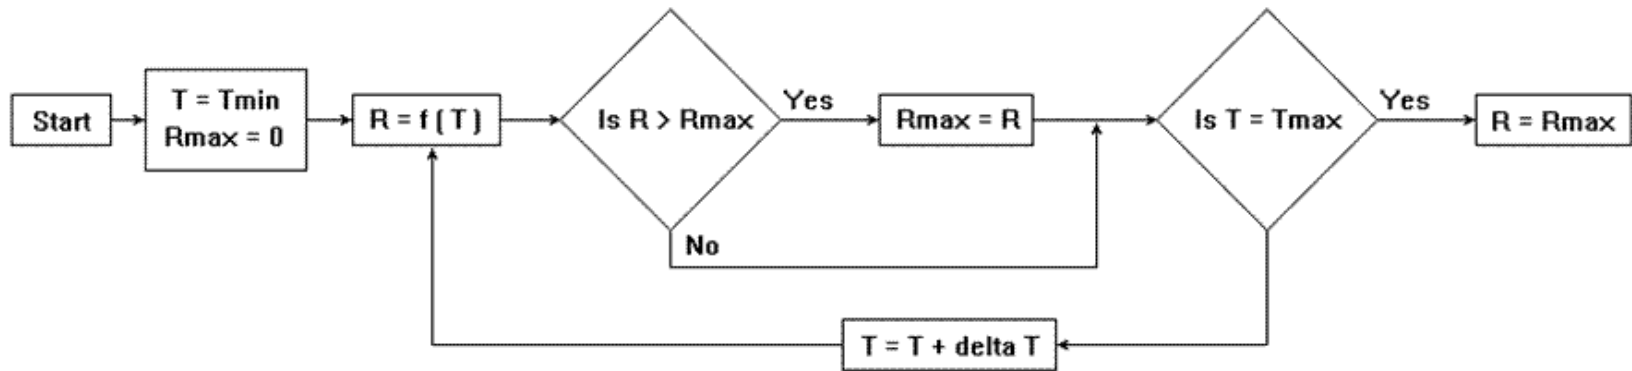 Start
T = Tmin
Rmax = 0
R = f ( T )
Is R > Rmax
Yes
Rmax = R
Is T = Tmax
Yes
R = Rmax
No
T = T + delta T